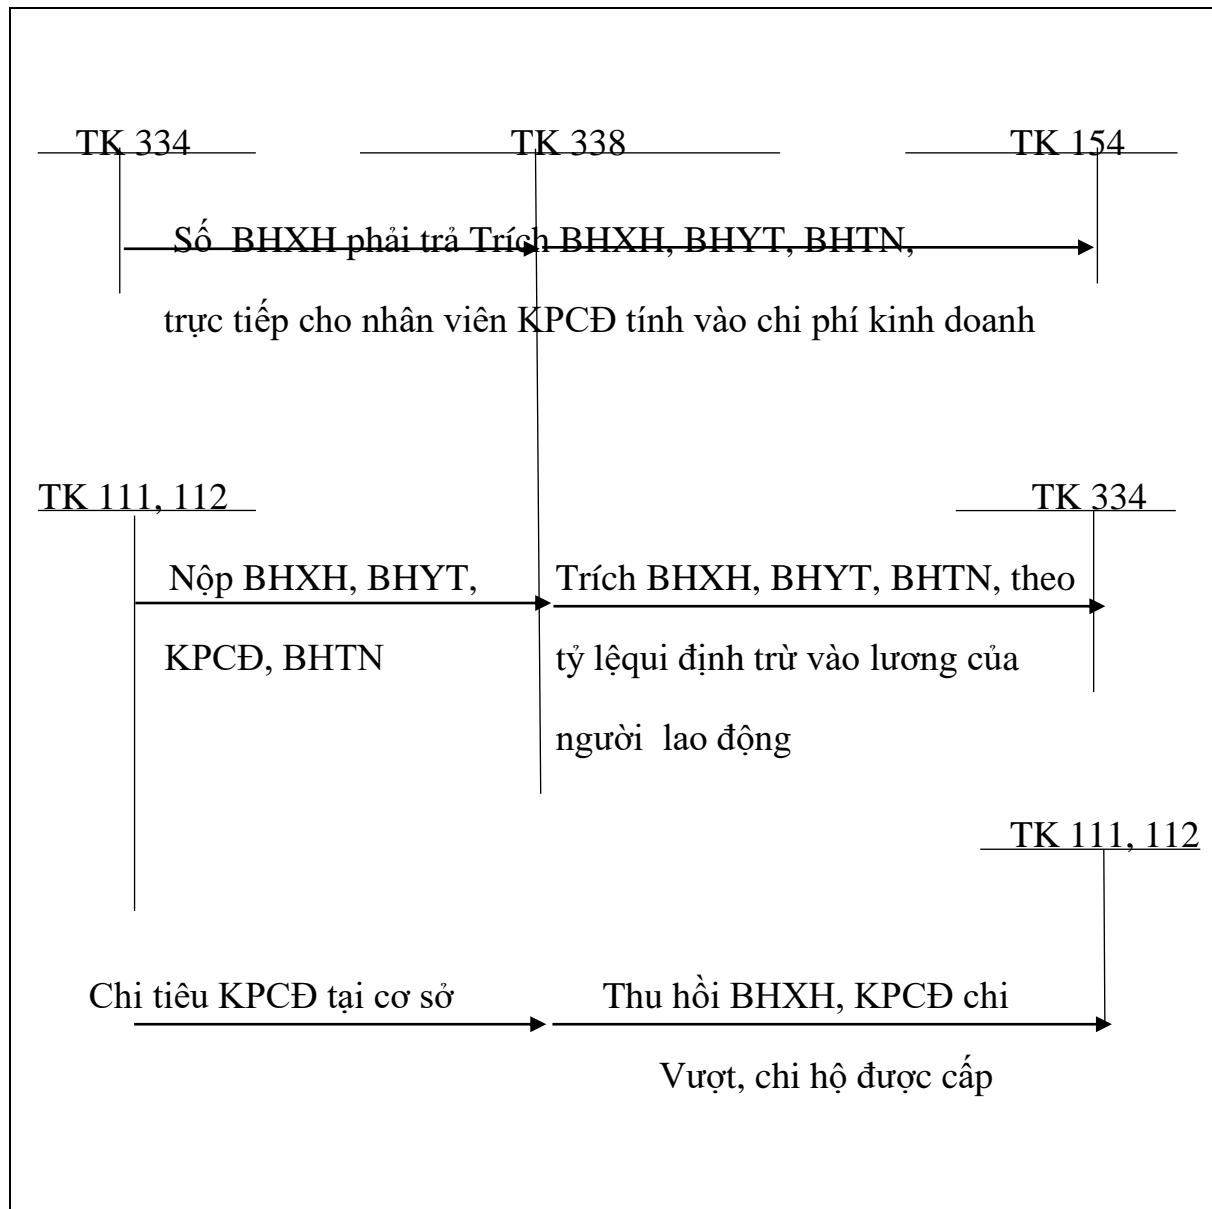 TK 334 TK 338 TK 154
Số BHXH phải trả Trích BHXH, BHYT, BHTN,
trực tiếp cho nhân viên KPCĐ tính vào chi phí kinh doanh
TK 111, 112 TK 334
Nộp BHXH, BHYT, Trích BHXH, BHYT, BHTN, theo
KPCĐ, BHTN tỷ lệqui định trừ vào lương của
người lao động
TK 111, 112
Chi tiêu KPCĐ tại cơ sở Thu hồi BHXH, KPCĐ chi
Vượt, chi hộ được cấp